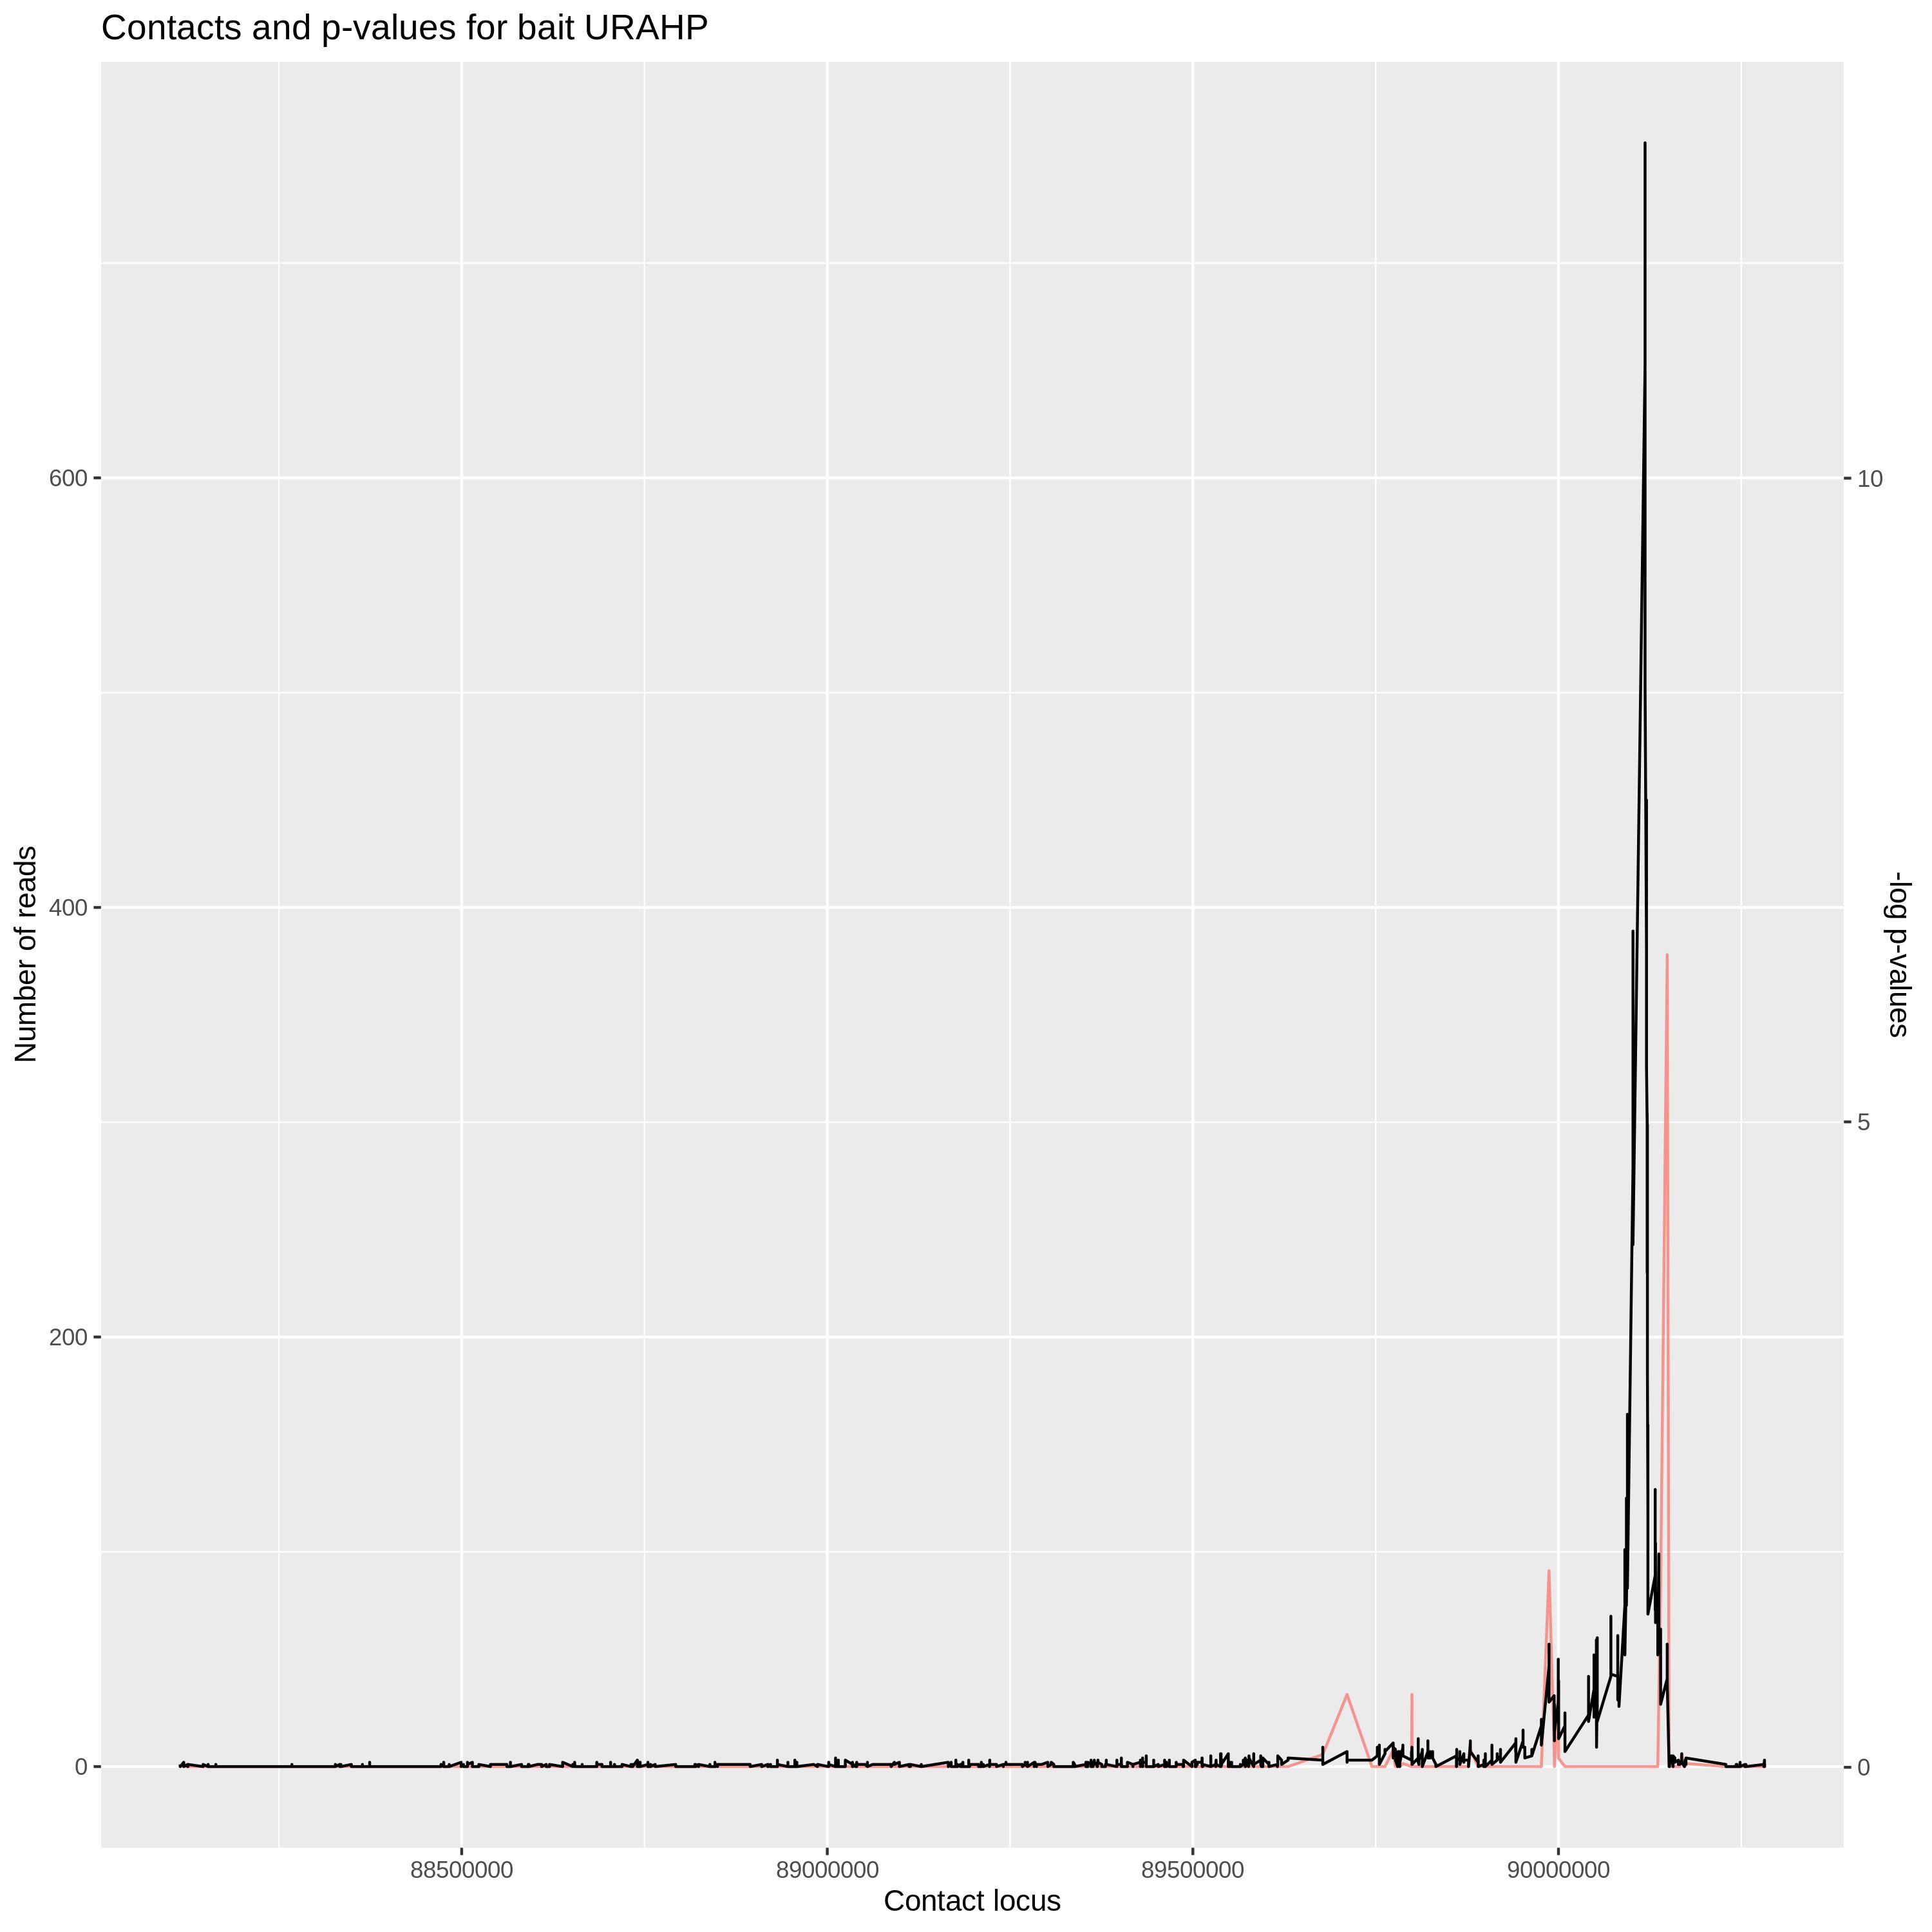 Contacts and p-values for bait URAHP
Number of reads
600
400
200
0
10
5
0
-log p-values
88500000
89000000
89500000
90000000
Contact locus